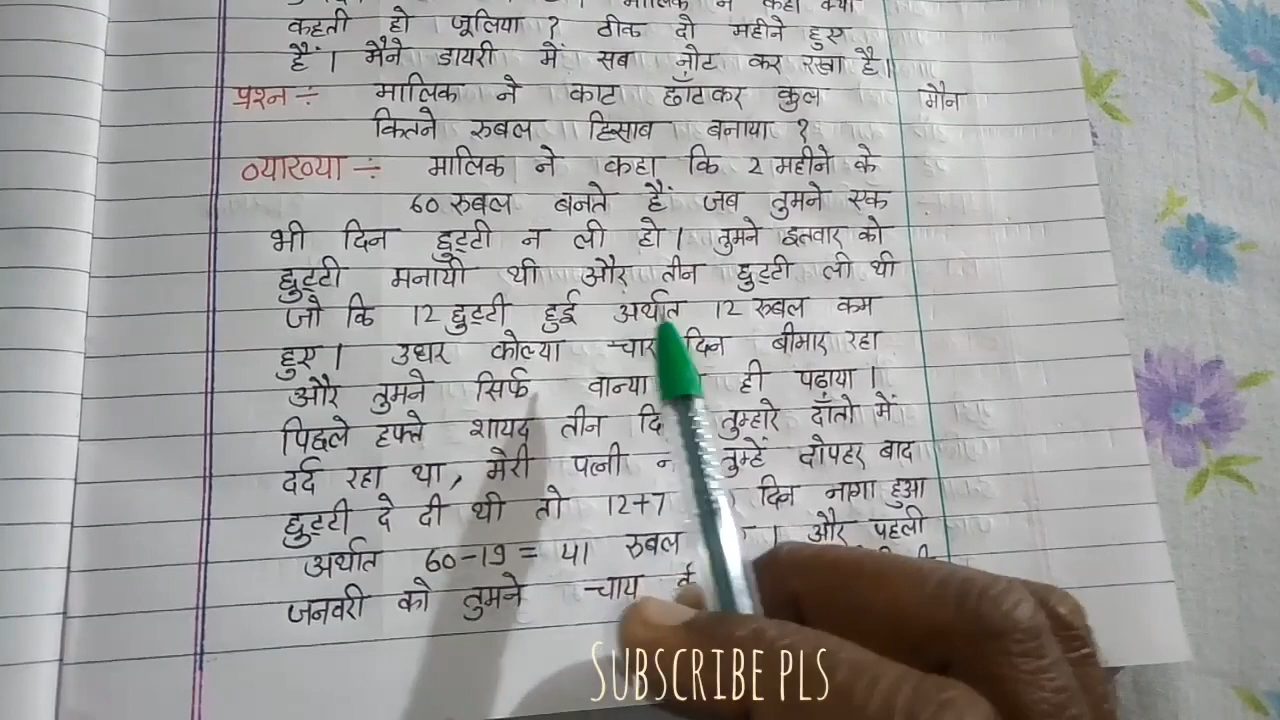 मालिक ने कहा क्या
कहती हो जूलिया ? ठीक दो महीने हुए
हैं । मैने डायरी में सब नोट कर रखा है।
प्रश्न ÷ मालिक ने काट छाँटकर कुल मौन
कितने रुबल हिसाब बनाया ?
व्याख्या ÷ मालिक ने कहा कि 2 महीने के
60 रुबल बनते हैं जब तुमने एक
भी दिन छुट्टी न ली हो । तुमने इतवार को
छुट्टी मनायी थी और तीन छुट्टी ली थी
जो कि 12 छुट्टी हुई अर्थात 12 रुबल कम
हुए । उधर कोल्या चार दिन बीमार रहा
और तुमने सिर्फ वान्या ही पढ़ाया ।
पिछले हफ्ते शायद तीन दि तुम्हारे दाँतो में
दर्द रहा था, मेरी पत्नी तुम्हें दोपहर बाद
छुट्टी दे दी थी तो 12+7 दिन नागा हुआ
अर्थात 60-19 = 41 रुबल । और पहली
जनवरी को तुमने चाय
SUBSCRIBE PLS